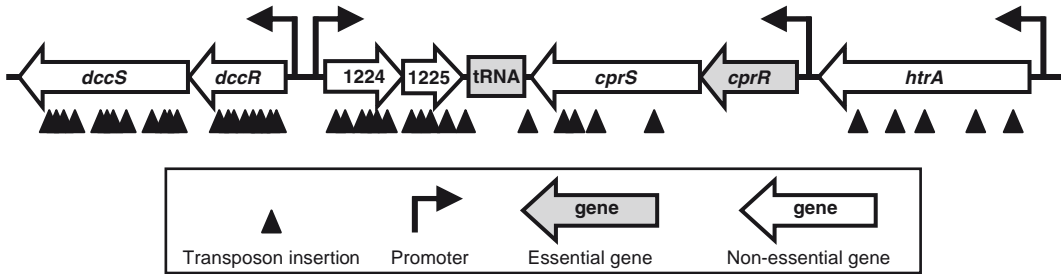 dccS dccR 1224 1225 tRNA cprS cprR htrA
gene gene
Transposon insertion Promoter Essential gene Non-essential gene